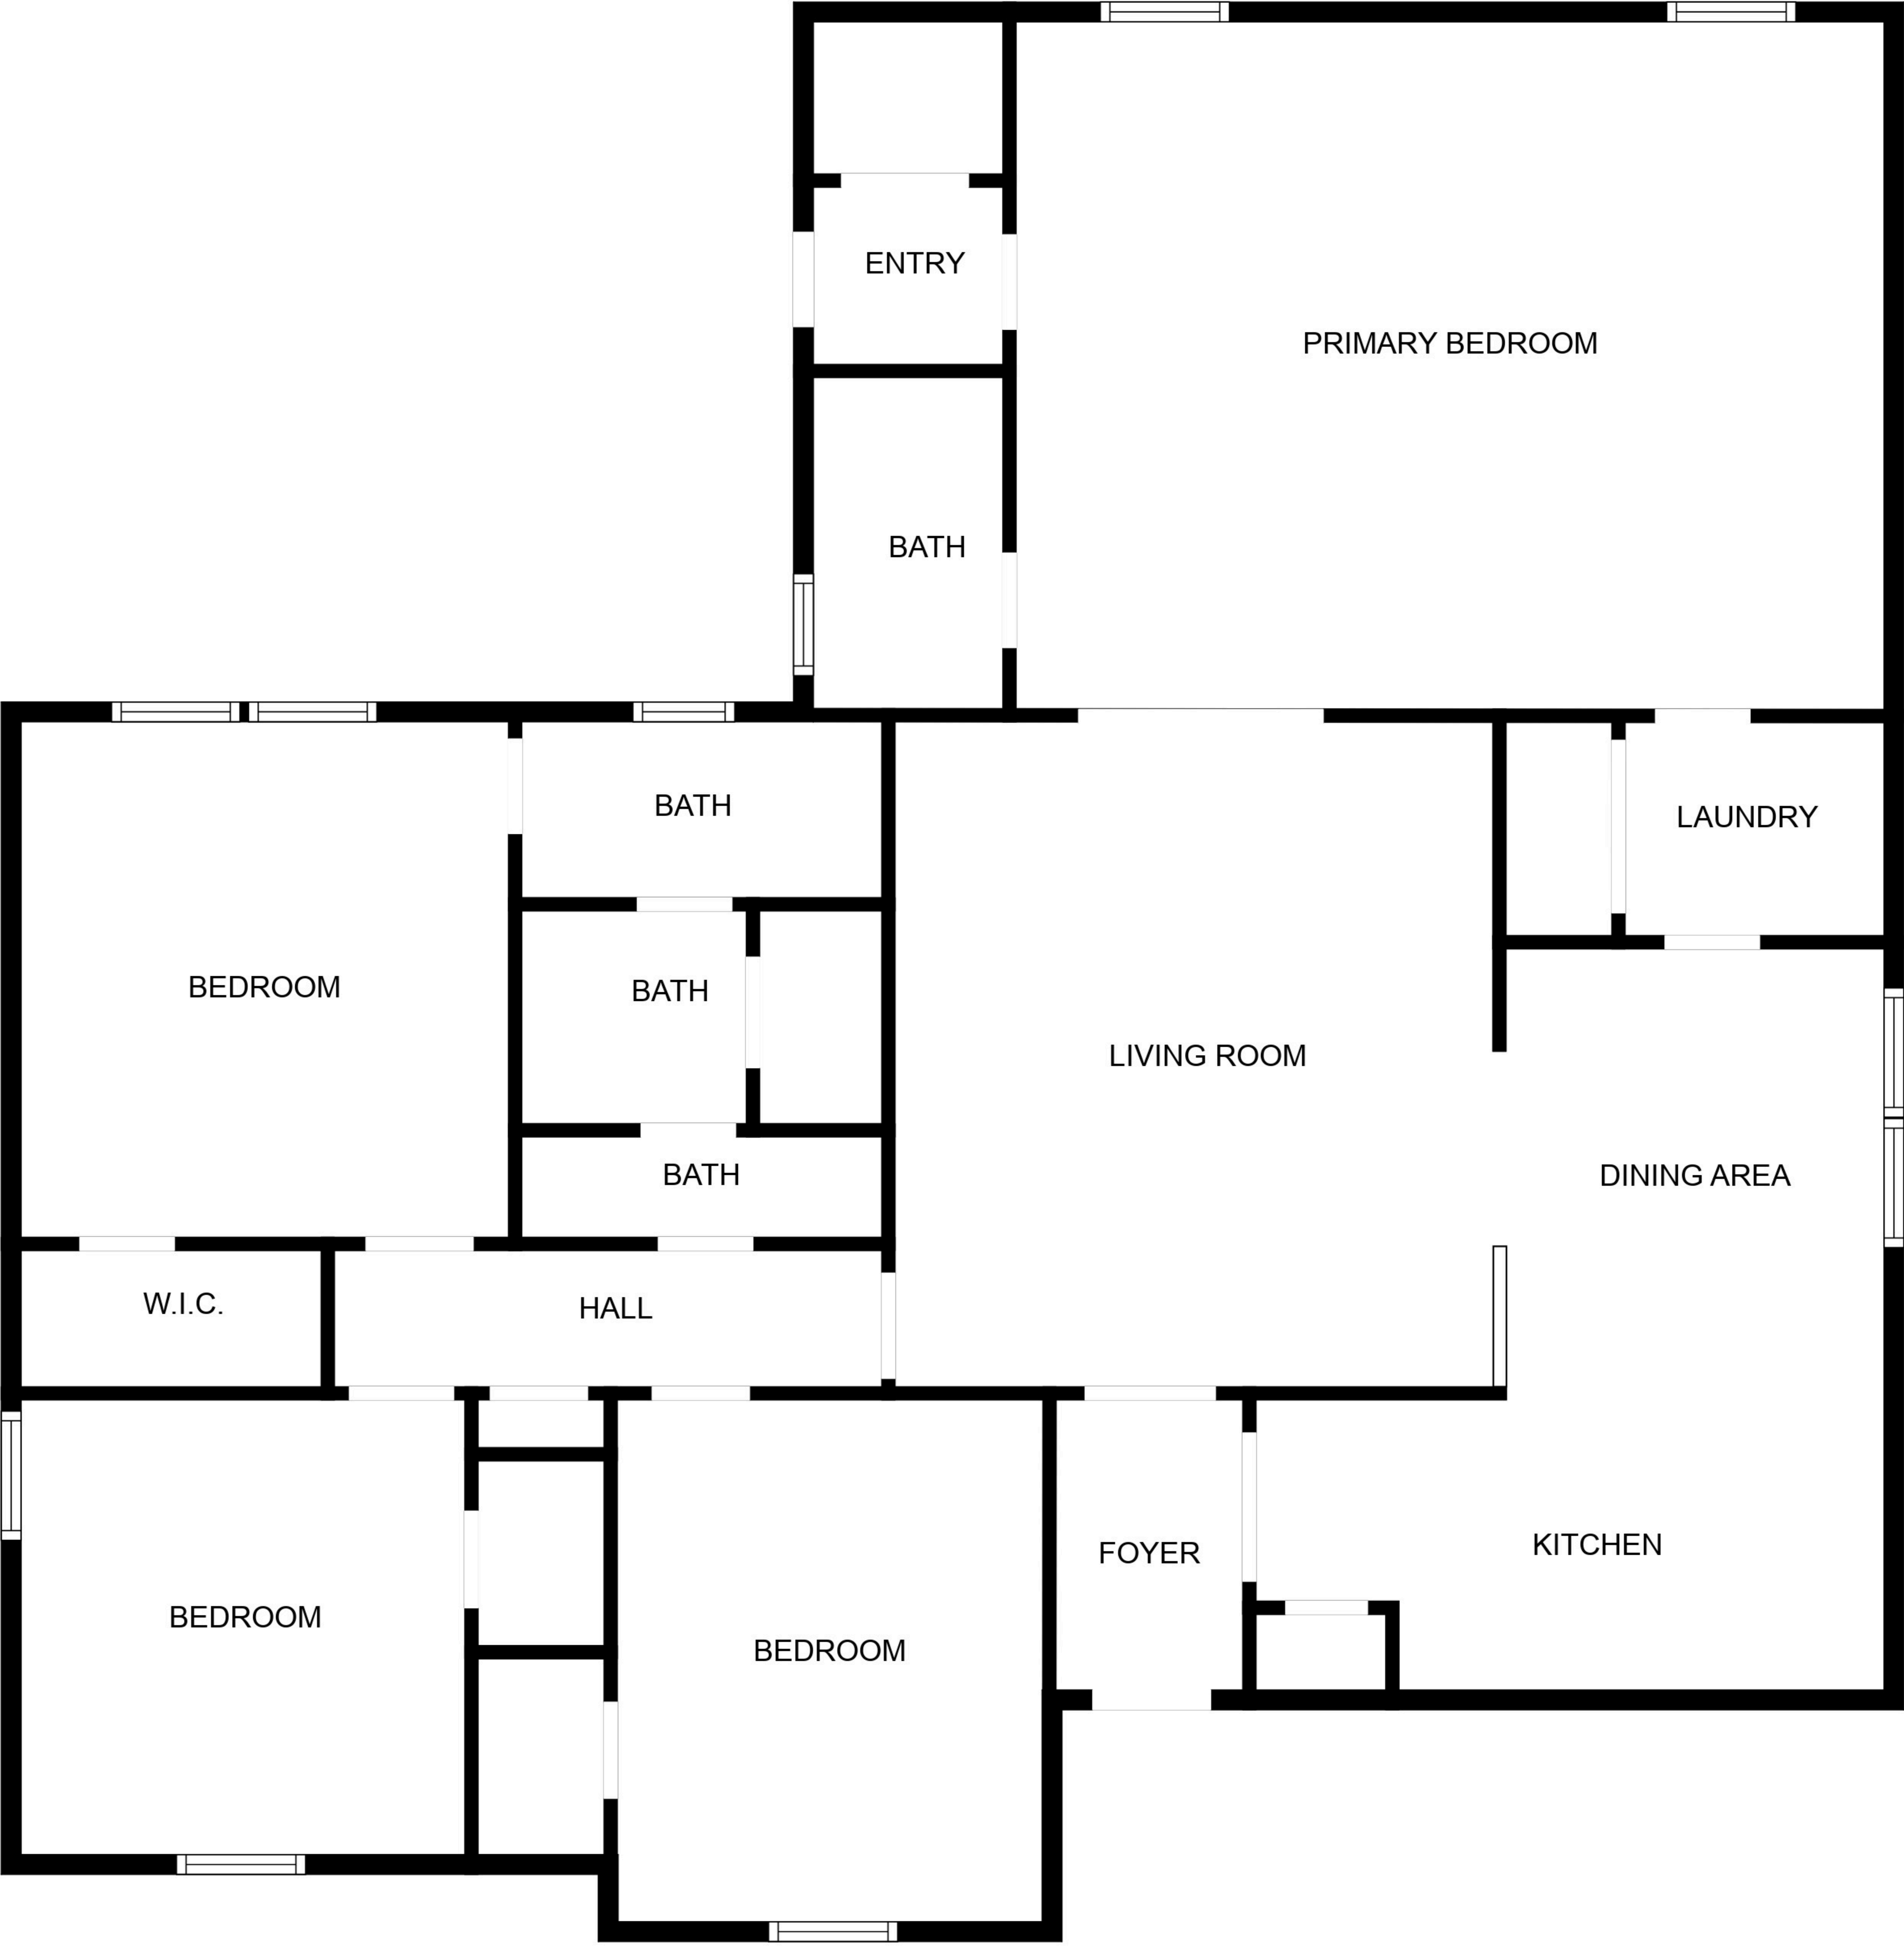 ENTRY
PRIMARY BEDROOM
BATH
BATH
LAUNDRY
BEDROOM
BATH
LIVING ROOM
BATH
DINING AREA
W.I.C.
HALL
FOYER
KITCHEN
BEDROOM
BEDROOM